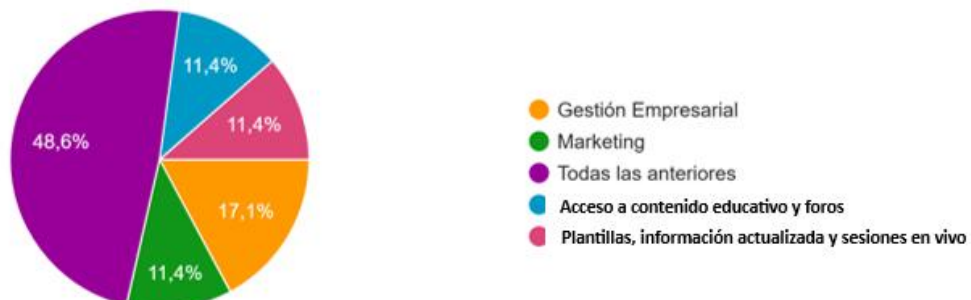 11,4%
11,4%
48,6%
17,1%
11,4%
Gestión Empresarial
Marketing
Todas las anteriores
Acceso a contenido educativo y foros
Plantillas, información actualizada y sesiones en vivo